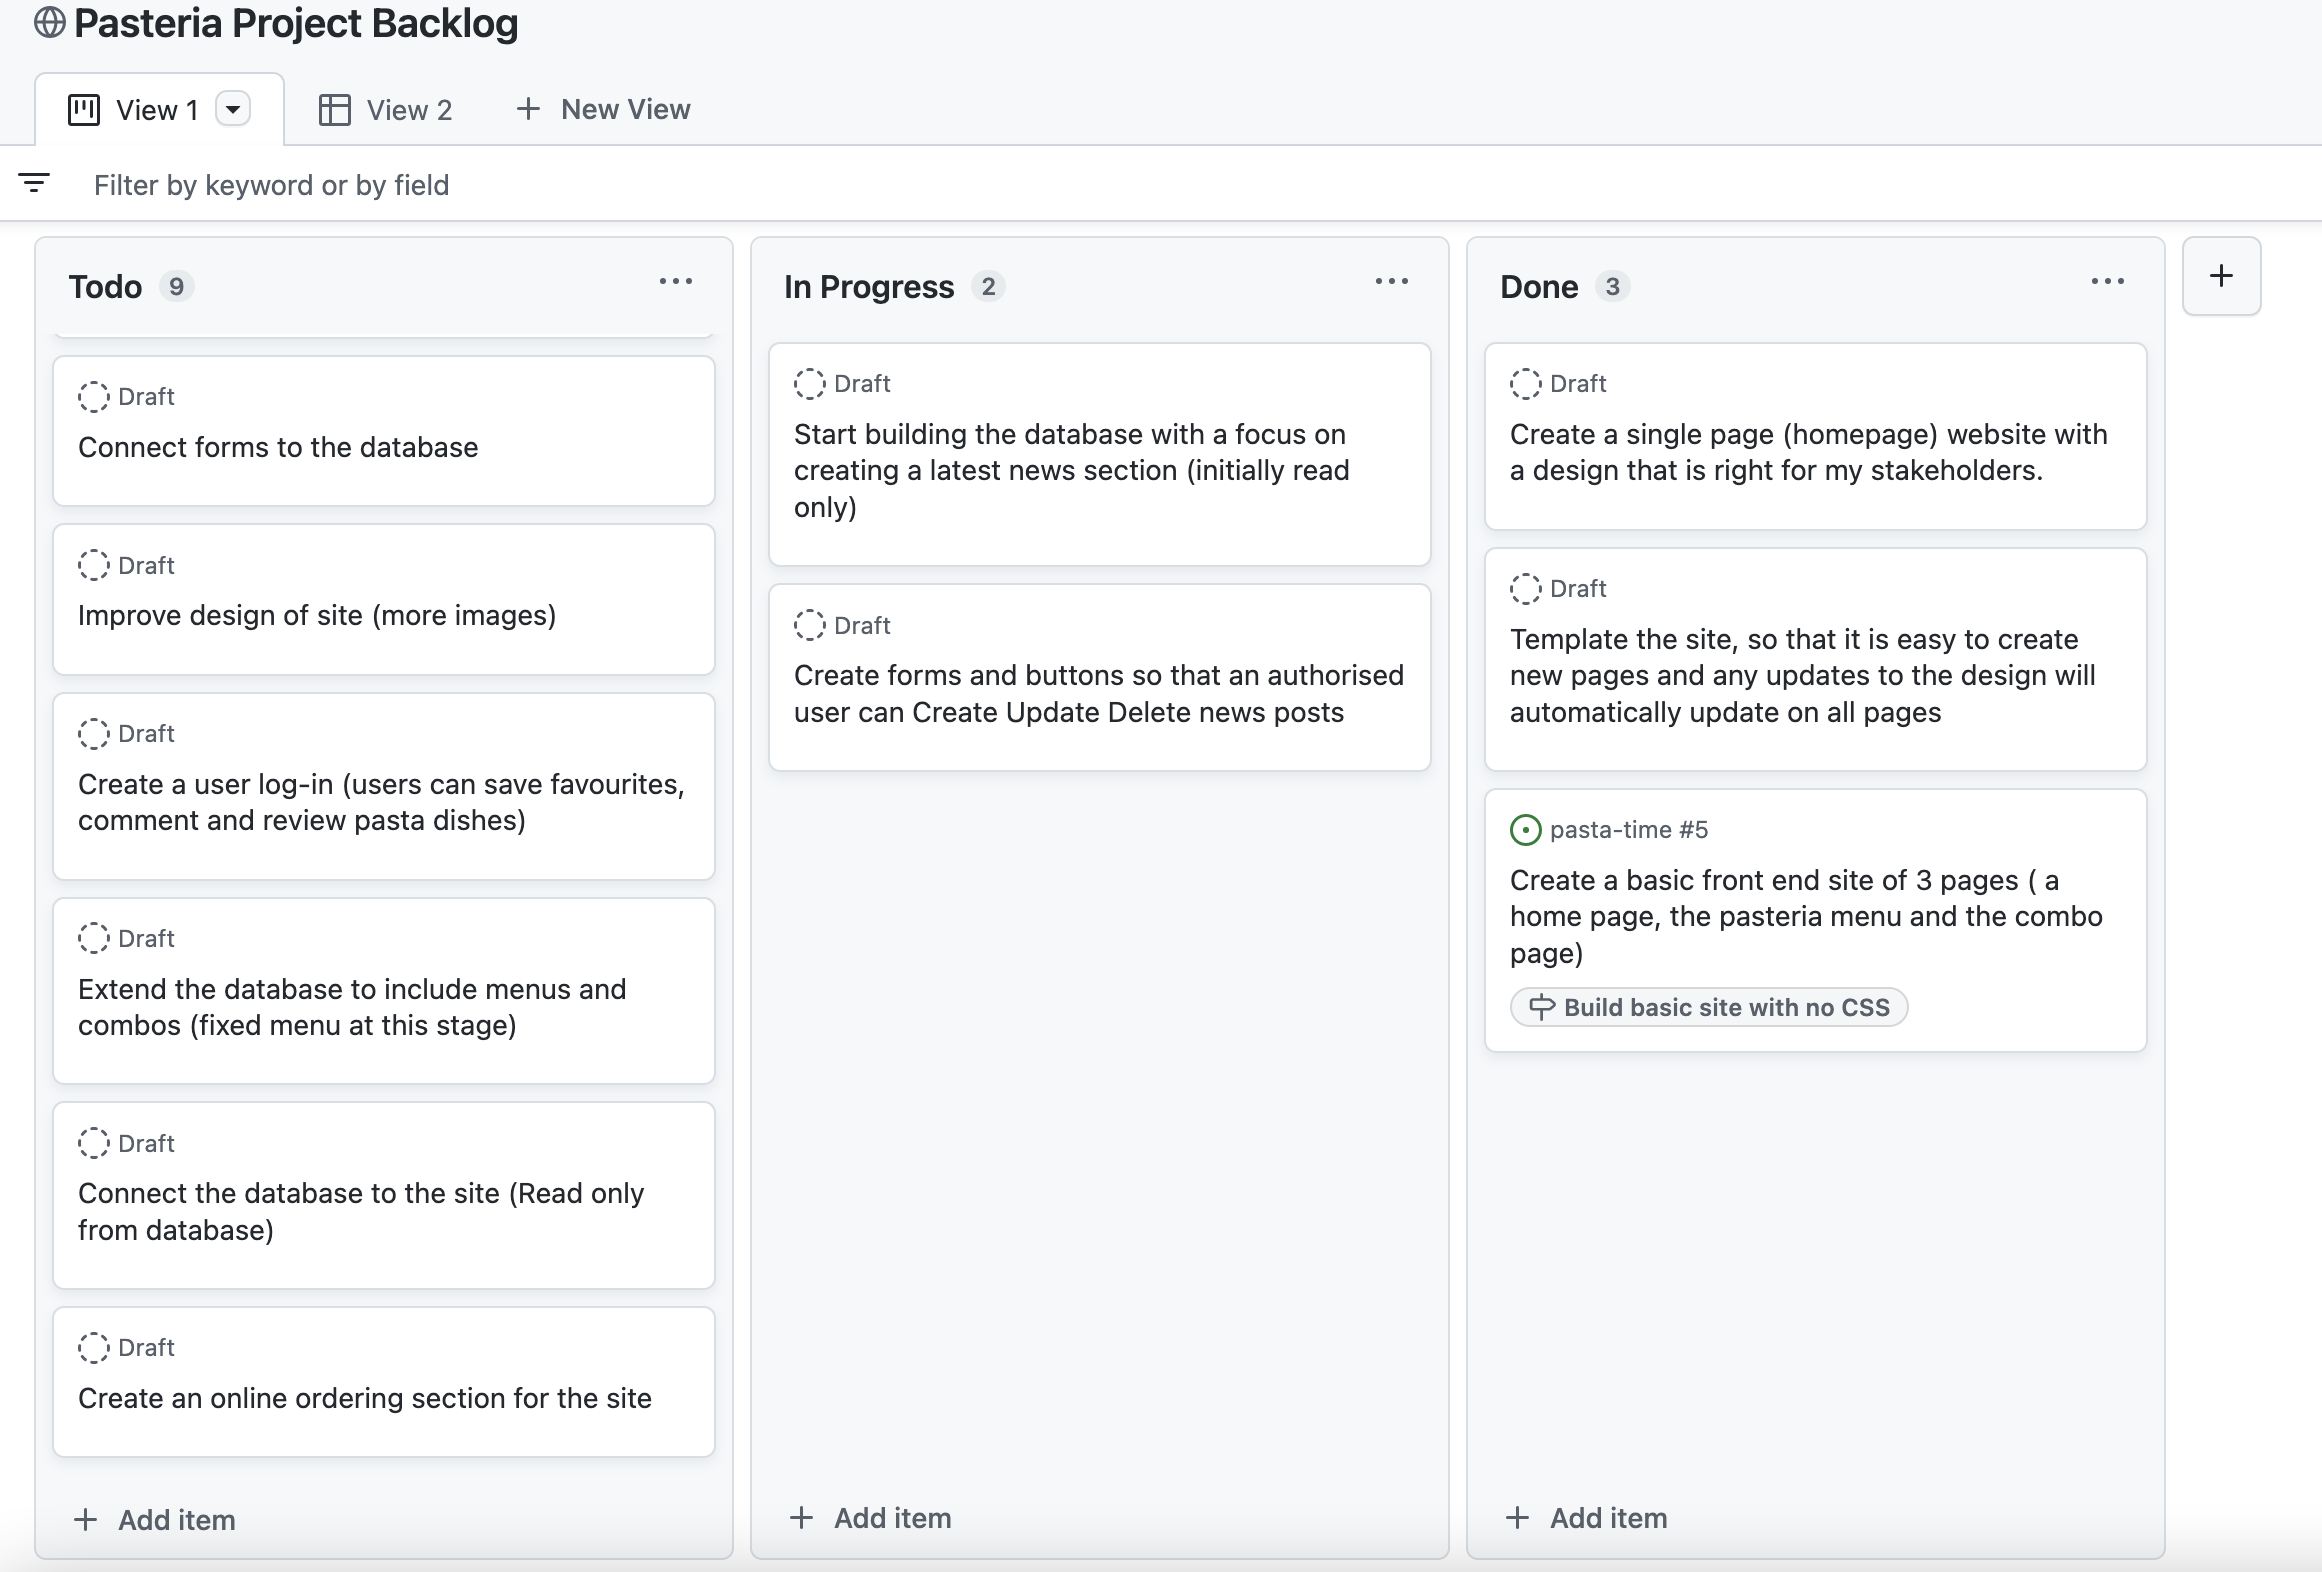 Pasteria Project Backlog
View 1
View 2
New View
Filter by keyword or by field
Todo 9
Draft
Connect forms to the database
Draft
Improve design of site (more images)
Draft
Create a user log-in (users can save favourites,
comment and review pasta dishes)
Draft
Extend the database to include menus and
combos (fixed menu at this stage)
Draft
Connect the database to the site (Read only
from database)
Draft
Create an online ordering section for the site
+ Add item
In Progress 2
Draft
Start building the database with a focus on
creating a latest news section (initially read
only)
Draft
Create forms and buttons so that an authorised
user can Create Update Delete news posts
+ Add item
Done 3
Draft
Create a single page (homepage) website with
a design that is right for my stakeholders.
Draft
Template the site, so that it is easy to create
new pages and any updates to the design will
automatically update on all pages
pasta-time #5
Create a basic front end site of 3 pages ( a
home page, the pasteria menu and the combo
page)
Build basic site with no CSS
+ Add item